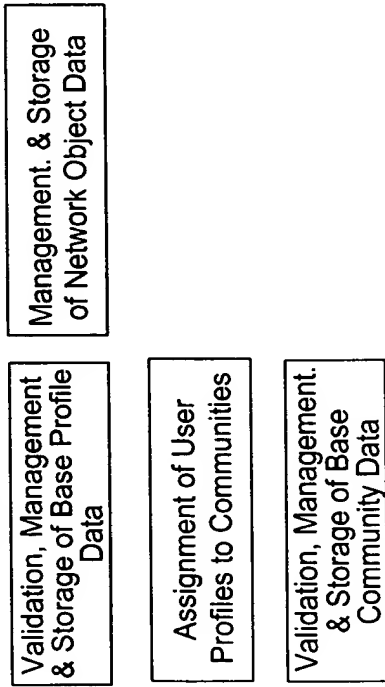 Validation, Management
& Storage of Base Profile
Data
Management. & Storage
of Network Object Data
Assignment of User
Profiles to Communities
Validation, Management.
& Storage of Base
Community Data